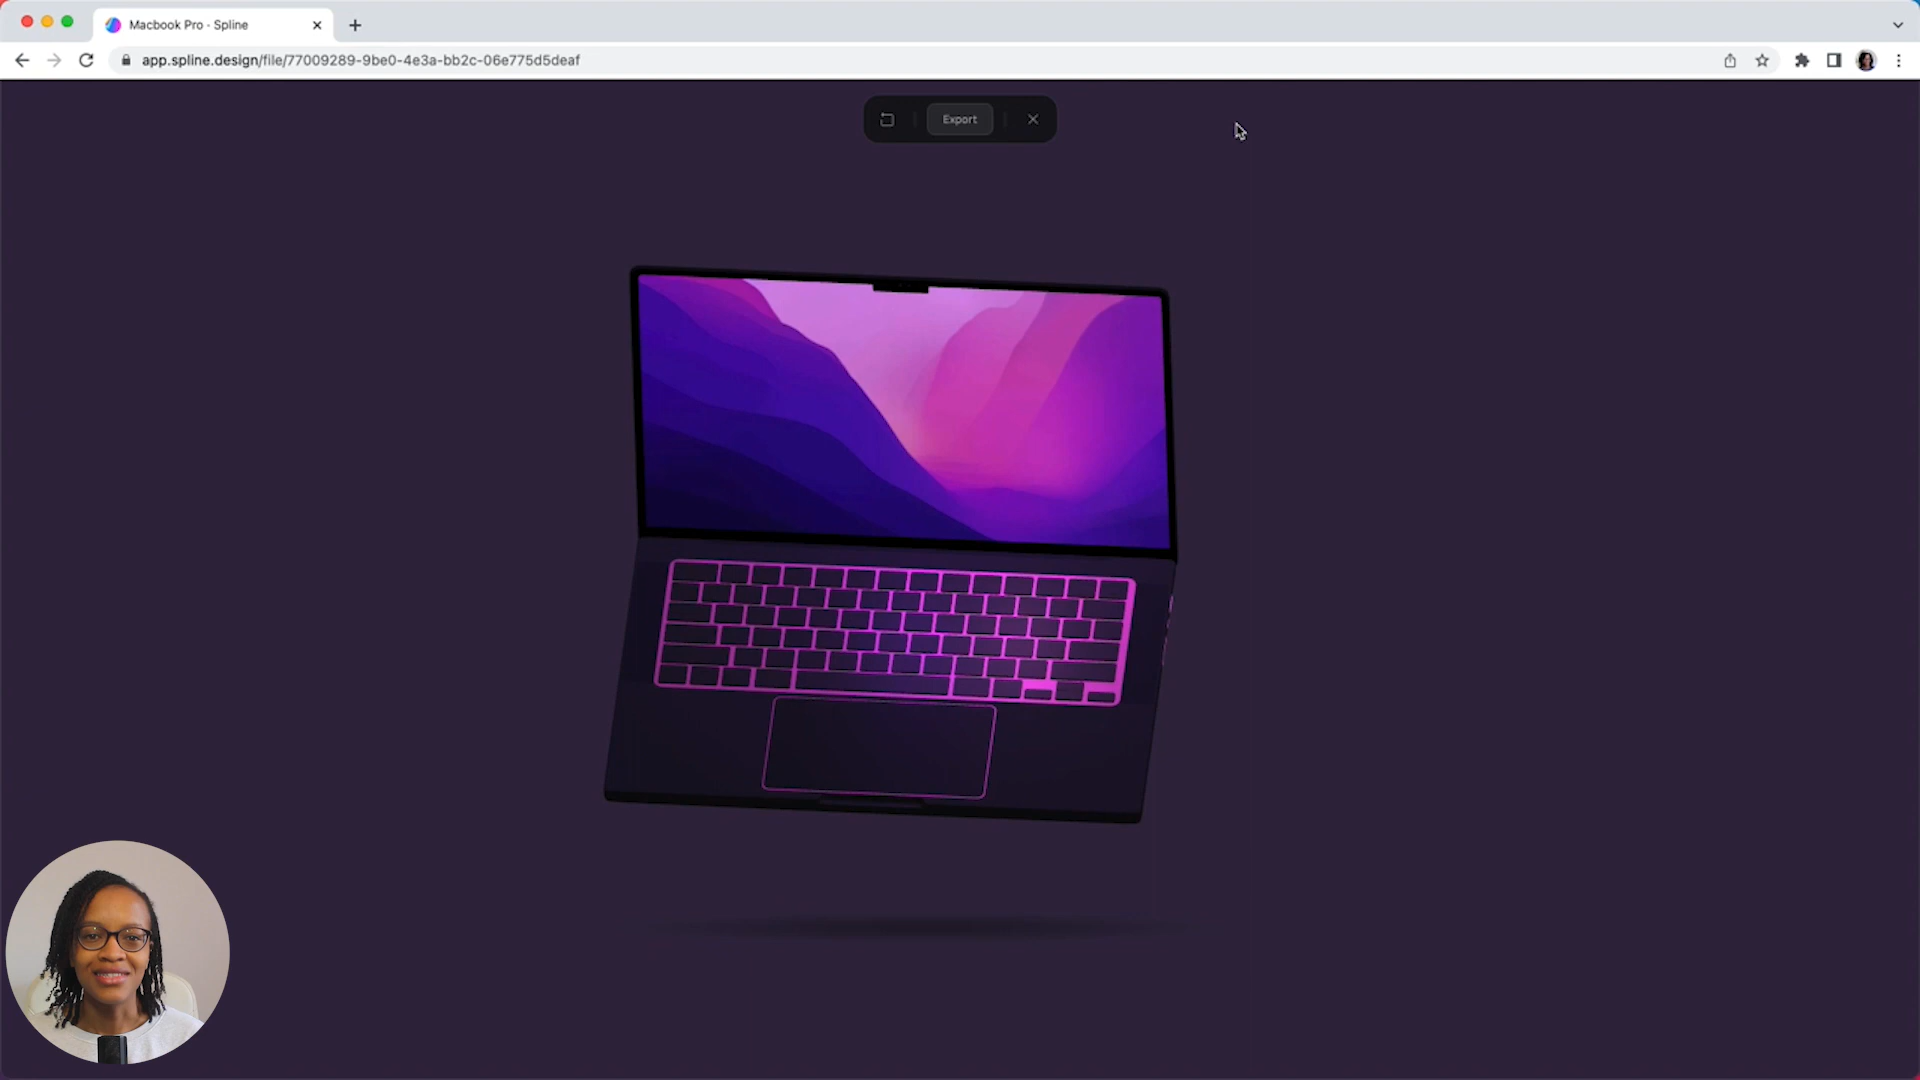 Macbook Pro - Spline
app.spline.design/file/77009289-9be0-4e3a-bb2c-06e775d5deaf
Export